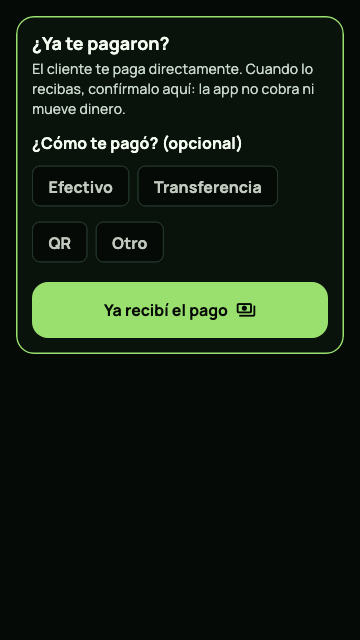 ¿Ya te pagaron?
El cliente te paga directamente. Cuando lo
recibas, confírmalo aquí: la app no cobra ni
mueve dinero.
¿Cómo te pagó? (opcional)
Efectivo
Transferencia
QR
Otro
Ya recibí el pago